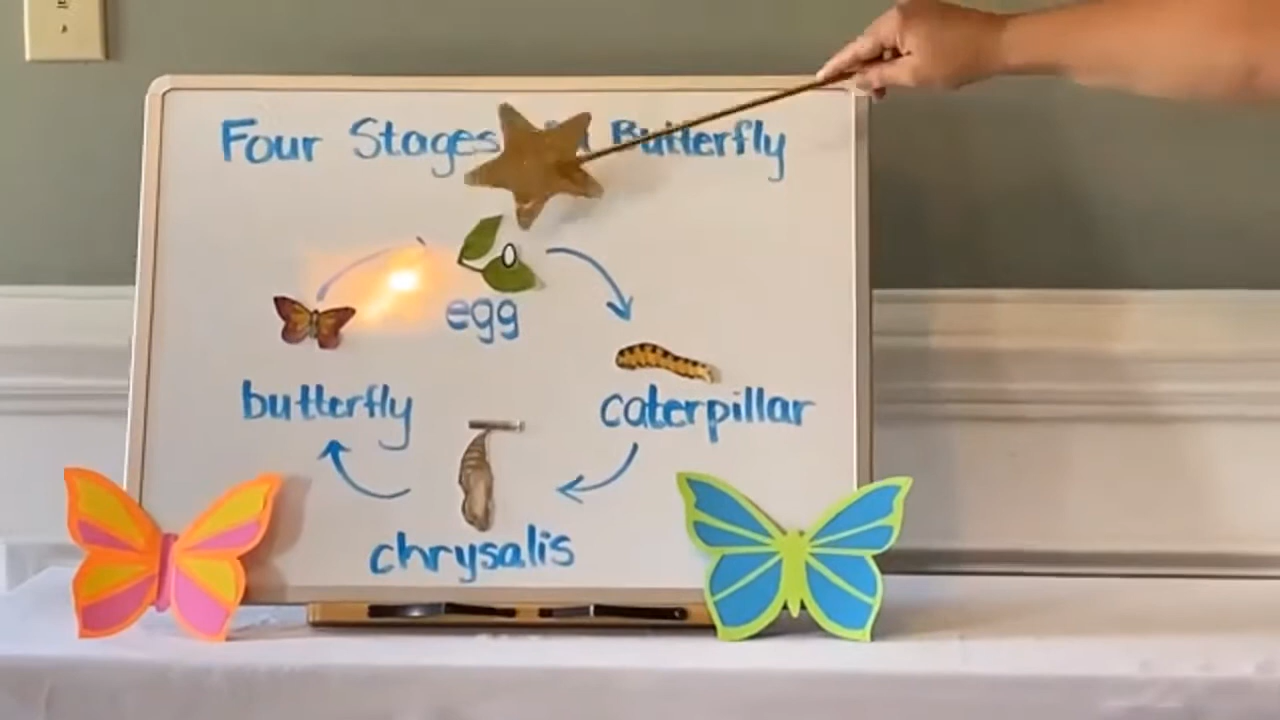 Four Stages Butterfly
egg
caterpillar
butterfly
chrysalis